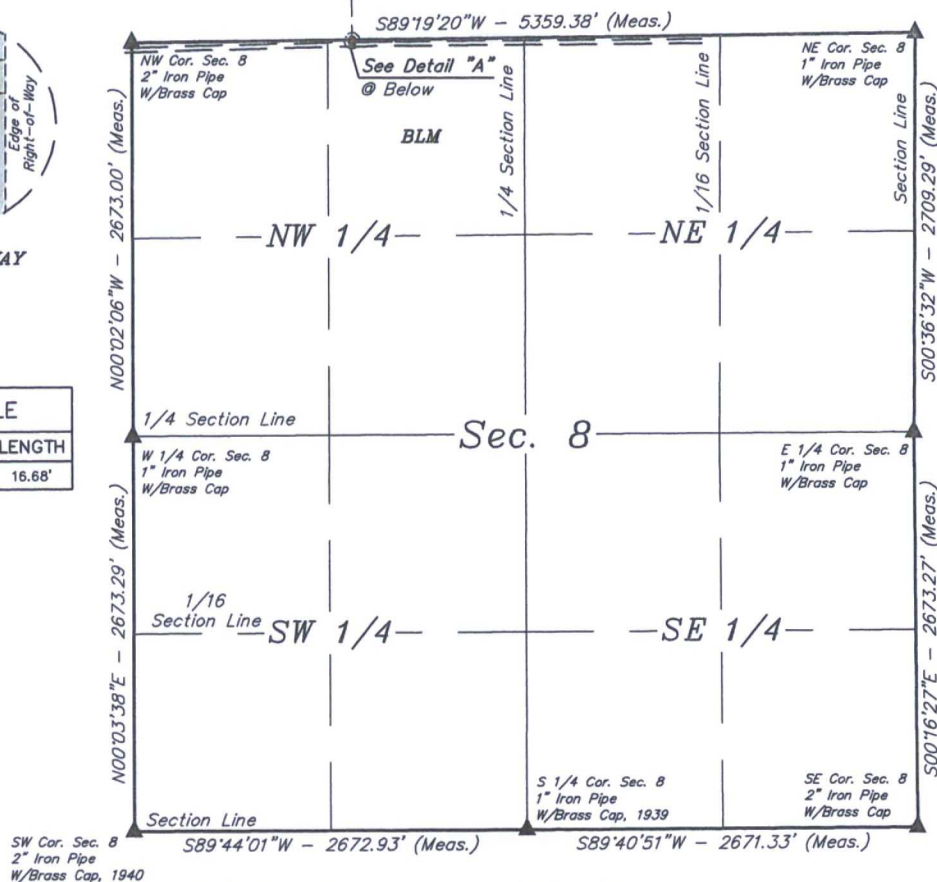 S89°19'20"W - 5359.38' (Meas.)
NW Cor. Sec. 8
2" Iron Pipe
W/Brass Cap
See Detail "A"
@ Below
BLM
NE Cor. Sec. 8
1" Iron Pipe
W/Brass Cap
Edge of
Right-of-Way
N00°02'06"W - 2673.00' (Meas.)
1/4 Section Line
1/16 Section Line
Section Line
S00°36'32"W - 2709.29' (Meas.)
NW 1/4
NE 1/4
AY
LE
LENGTH
16.68'
1/4 Section Line
Sec. 8
W 1/4 Cor. Sec. 8
1" Iron Pipe
W/Brass Cap
E 1/4 Cor. Sec. 8
1" Iron Pipe
W/Brass Cap
N00°03'38"E - 2673.29' (Meas.)
1/16
Section Line
SW 1/4
SE 1/4
S00°16'27"E - 2673.27' (Meas.)
S 1/4 Cor. Sec. 8
1" Iron Pipe
W/Brass Cap, 1939
SE Cor. Sec. 8
2" Iron Pipe
W/Brass Cap
Section Line
SW Cor. Sec. 8
2" Iron Pipe
W/Brass Cap, 1940
S89°44'01"W - 2672.93' (Meas.)
S89°40'51"W - 2671.33' (Meas.)